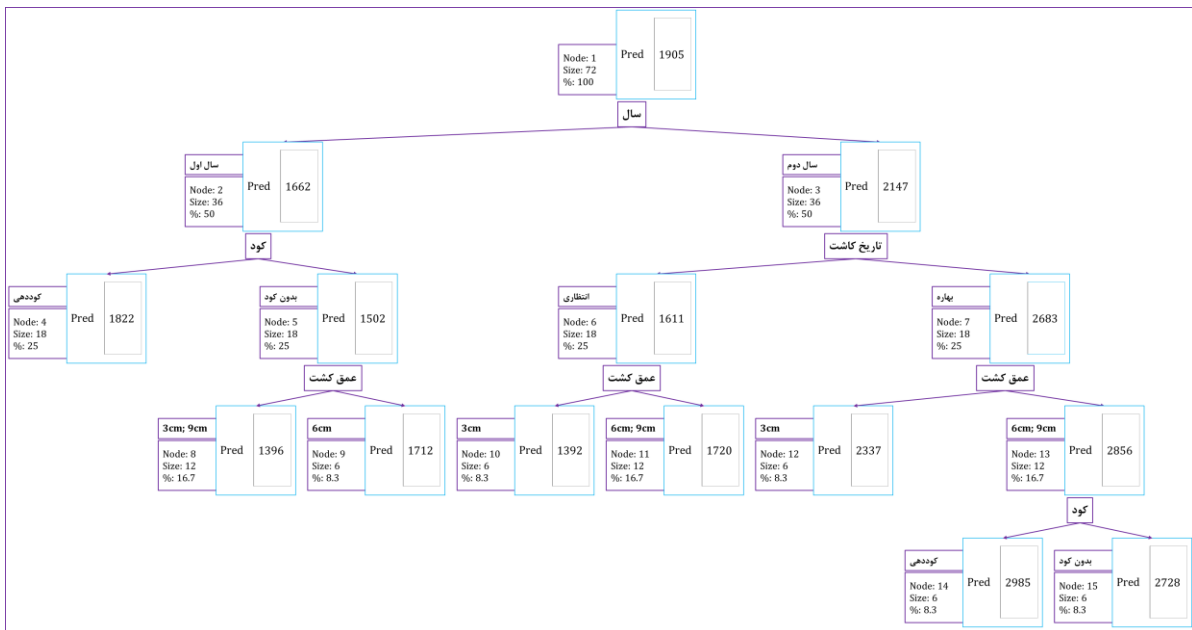 Pred 1905
Node: 1
Size: 72
%: 100
سال
سال اول
Pred 1662
Node: 2
Size: 36
%: 50
سال دوم
Pred 2147
Node: 3
Size: 36
%: 50
کود
تاریخ کاشت
کوددهی
Pred 1822
Node: 4
Size: 18
%: 25
بدون کود
Pred 1502
Node: 5
Size: 18
%: 25
انتظاری
Pred 1611
Node: 6
Size: 18
%: 25
بهاره
Pred 2683
Node: 7
Size: 18
%: 25
عمق کشت
عمق کشت
عمق کشت
3cm; 9cm
Pred 1396
Node: 8
Size: 12
%: 16.7
6cm
Pred 1712
Node: 9
Size: 6
%: 8.3
3cm
Pred 1392
Node: 10
Size: 6
%: 8.3
6cm; 9cm
Pred 1720
Node: 11
Size: 12
%: 16.7
3cm
Pred 2337
Node: 12
Size: 6
%: 8.3
6cm; 9cm
Pred 2856
Node: 13
Size: 12
%: 16.7
کود
کوددهی
Pred 2985
Node: 14
Size: 6
%: 8.3
بدون کود
Pred 2728
Node: 15
Size: 6
%: 8.3